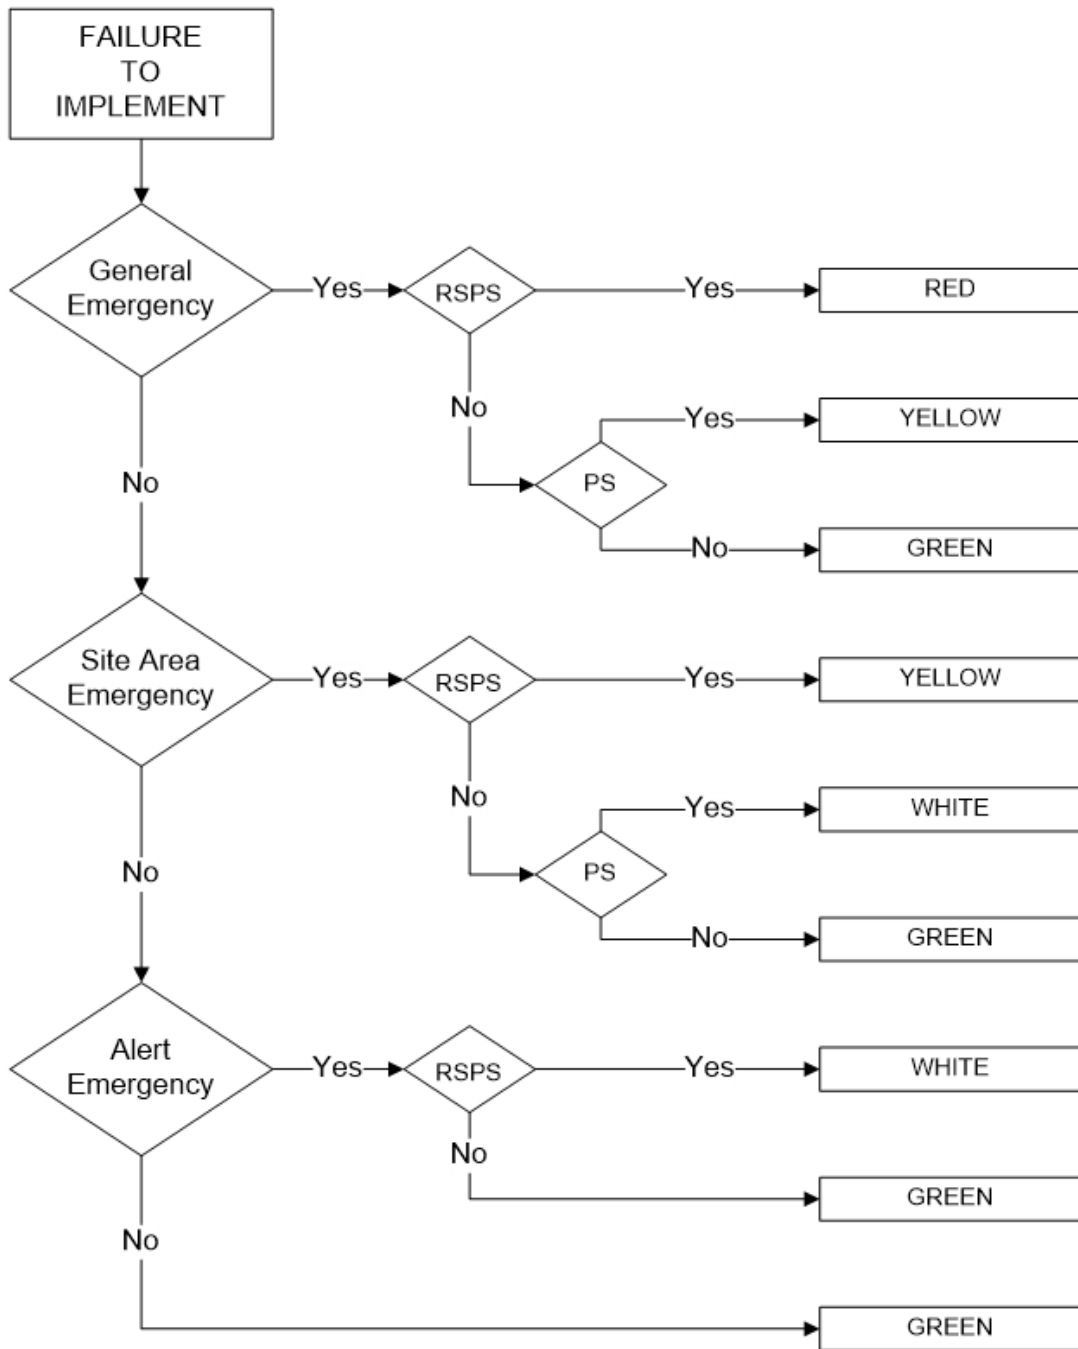 FAILURE
TO
IMPLEMENT
General
Emergency
Yes
RSPS
Yes
RED
No
Yes
YELLOW
PS
No
No
GREEN
Site Area
Emergency
Yes
RSPS
Yes
YELLOW
No
Yes
WHITE
PS
No
No
GREEN
Alert
Emergency
Yes
RSPS
Yes
WHITE
No
GREEN
No
GREEN